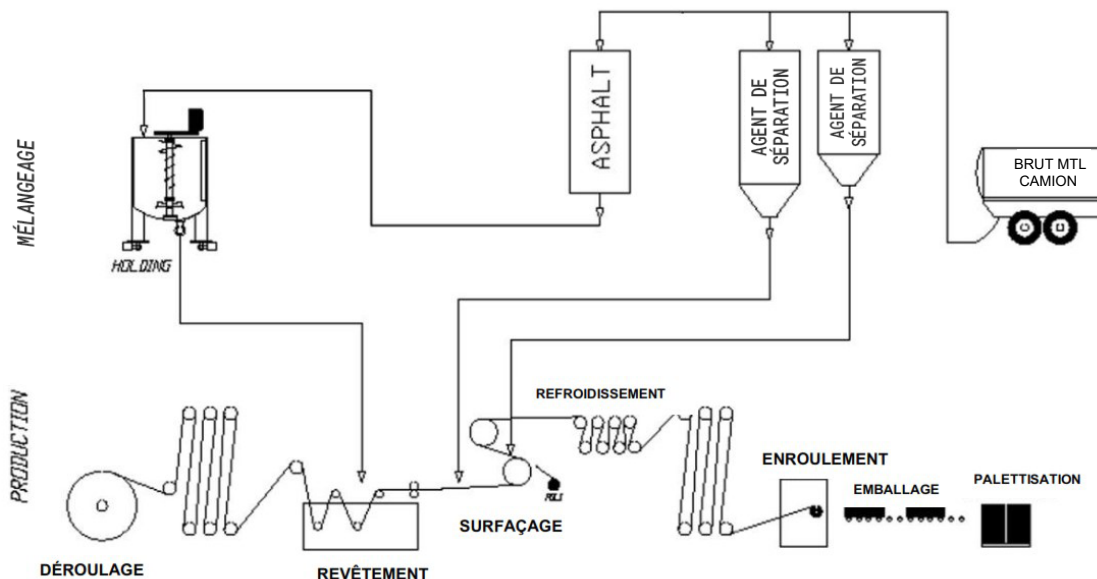 MÉLANGEAGE
ASPHALT
AGENT DE
SÉPARATION
AGENT DE
SÉPARATION
BRUT MTL
CAMION
HOLDING
PRODUCTION
REFROIDISSEMENT
ENROULEMENT
EMBALLAGE
PALETTISATION
SURFAÇAGE
DÉROULAGE
REVÊTEMENT